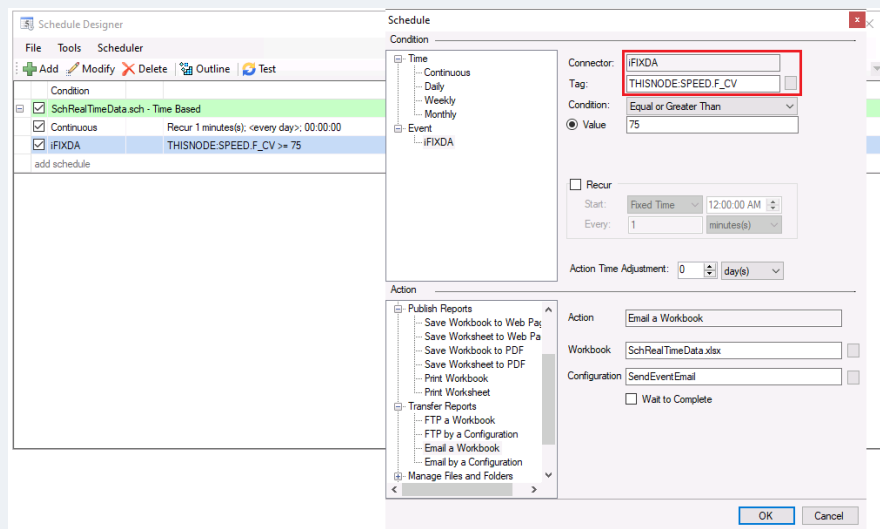 Schedule Designer
File Tools Scheduler
Add Modify Delete Outline Test
Condition
SchRealTimeData.sch - Time Based
Continuous Recur 1 minutes(s); <every day>; 00:00:00
iFIXDA THISNODE:SPEED.F_CV >= 75
add schedule
Schedule
x
Condition
Time
Continuous
Daily
Weekly
Monthly
Event
iFIXDA
Connector: iFIXDA
Tag: THISNODE:SPEED.F_CV
Condition: Equal or Greater Than
Value 75
Recur
Start: Fixed Time 12:00:00 AM
Every: 1 minutes(s)
Action Time Adjustment: 0 day(s)
Action
Publish Reports
Save Workbook to Web Pag
Save Worksheet to Web Pa
Save Workbook to PDF
Save Worksheet to PDF
Print Workbook
Print Worksheet
Transfer Reports
FTP a Workbook
FTP by a Configuration
Email a Workbook
Email by a Configuration
Manage Files and Folders
Action Email a Workbook
Workbook SchRealTimeData.xlsx
Configuration SendEventEmail
Wait to Complete
OK Cancel